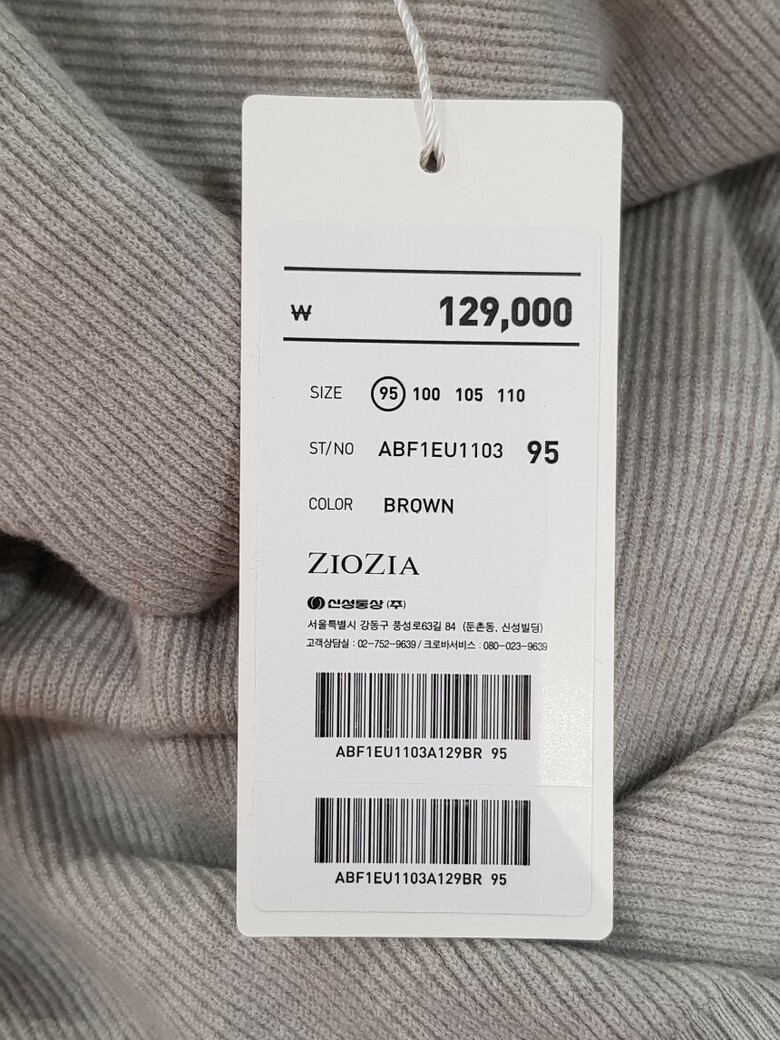 ₩ 129,000
SIZE 95 100 105 110
ST/NO ABF1EU1103 95
COLOR BROWN
ZIOZIA
신성통상 (주)
서울특별시 강동구 풍성로63길 84 (둔촌동, 신성빌딩)
고객상담실 : 02-752-9639 / 크로바서비스 : 080-023-9639
ABF1EU1103A129BR 95
ABF1EU1103A129BR 95